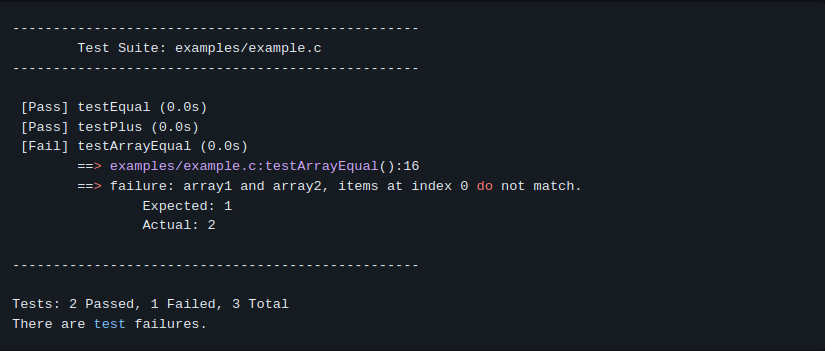 --------------------------------------------------
Test Suite: examples/example.c
--------------------------------------------------
[Pass] testEqual (0.0s)
[Pass] testPlus (0.0s)
[Fail] testArrayEqual (0.0s)
==> examples/example.c:testArrayEqual():16
==> failure: array1 and array2, items at index 0 do not match.
Expected: 1
Actual: 2
--------------------------------------------------
Tests: 2 Passed, 1 Failed, 3 Total
There are test failures.